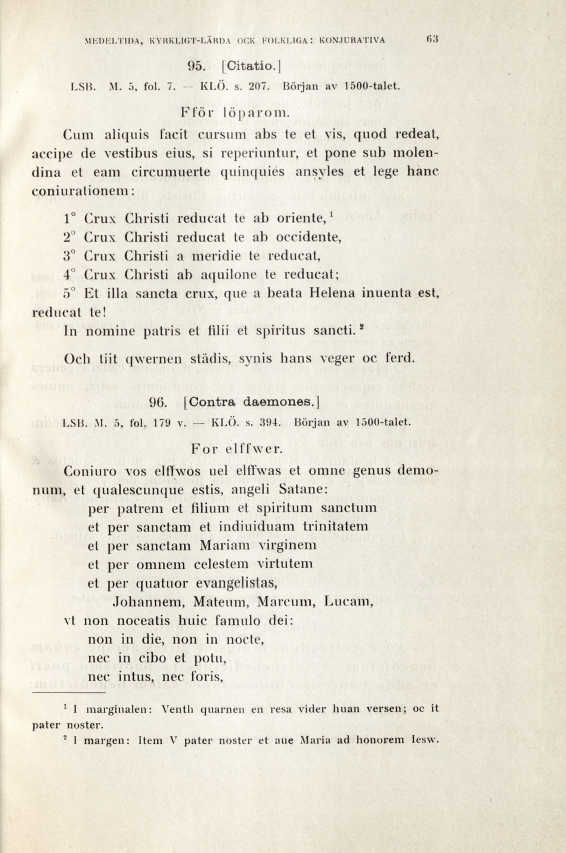 MEDELTIDA, KYRKLIGT-LÄRDA OCK FOLKLIGA: KONJURATIVA 63
95. [Citatio.]
LSB. M. 5, fol. 7. — KLÖ. s. 207. Början av 1500-talet.
Fför löparom.
Cum aliquis facit cursum abs te et vis, quod redeat,
accipe de vestibus eius, si reperiuntur, et pone sub molen-
dina et eam circumuerte quinquies ansyles et lege hanc
coniurationem:
1° Crux Christi reducat te ab oriente,¹
2° Crux Christi reducat te ab occidente,
3° Crux Christi a meridie te reducat,
4° Crux Christi ab aquilone te reducat;
5° Et illa sancta crux, que a beata Helena inuenta est,
reducat te!
In nomine patris et filii et spiritus sancti.²
Och tiit qwernen städis, synis hans veger oc ferd.
96. [Contra daemones.]
LSB. M. 5, fol. 179 v. — KLÖ. s. 394. Början av 1500-talet.
For elffwer.
Coniuro vos elffwos uel elffwas et omne genus demo-
num, et qualescunque estis, angeli Satane:
per patrem et filium et spiritum sanctum
et per sanctam et indiuiduam trinitatem
et per sanctam Mariam virginem
et per omnem celestem virtutem
et per quatuor evangelistas,
Johannem, Mateum, Marcum, Lucam,
vt non noceatis huic famulo dei:
non in die, non in nocte,
nec in cibo et potu,
nec intus, nec foris,
¹ I marginalen: Venth quarnen en resa vider huan versen; oc it
pater noster.
² I margen: Item V pater noster et aue Maria ad honorem Iesw.